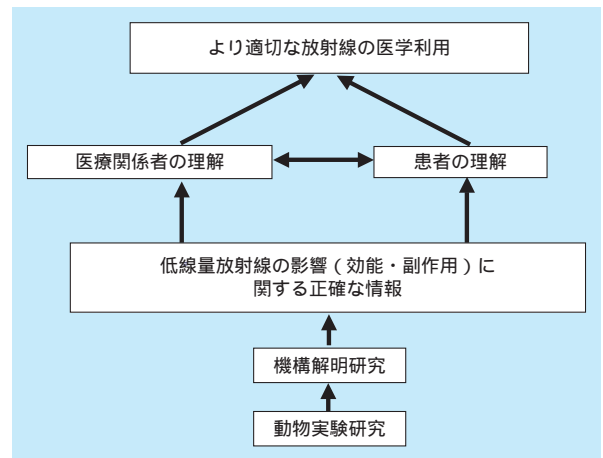 より適切な放射線の医学利用
医療関係者の理解
患者の理解
低線量放射線の影響（効能・副作用）に
関する正確な情報
機構解明研究
動物実験研究